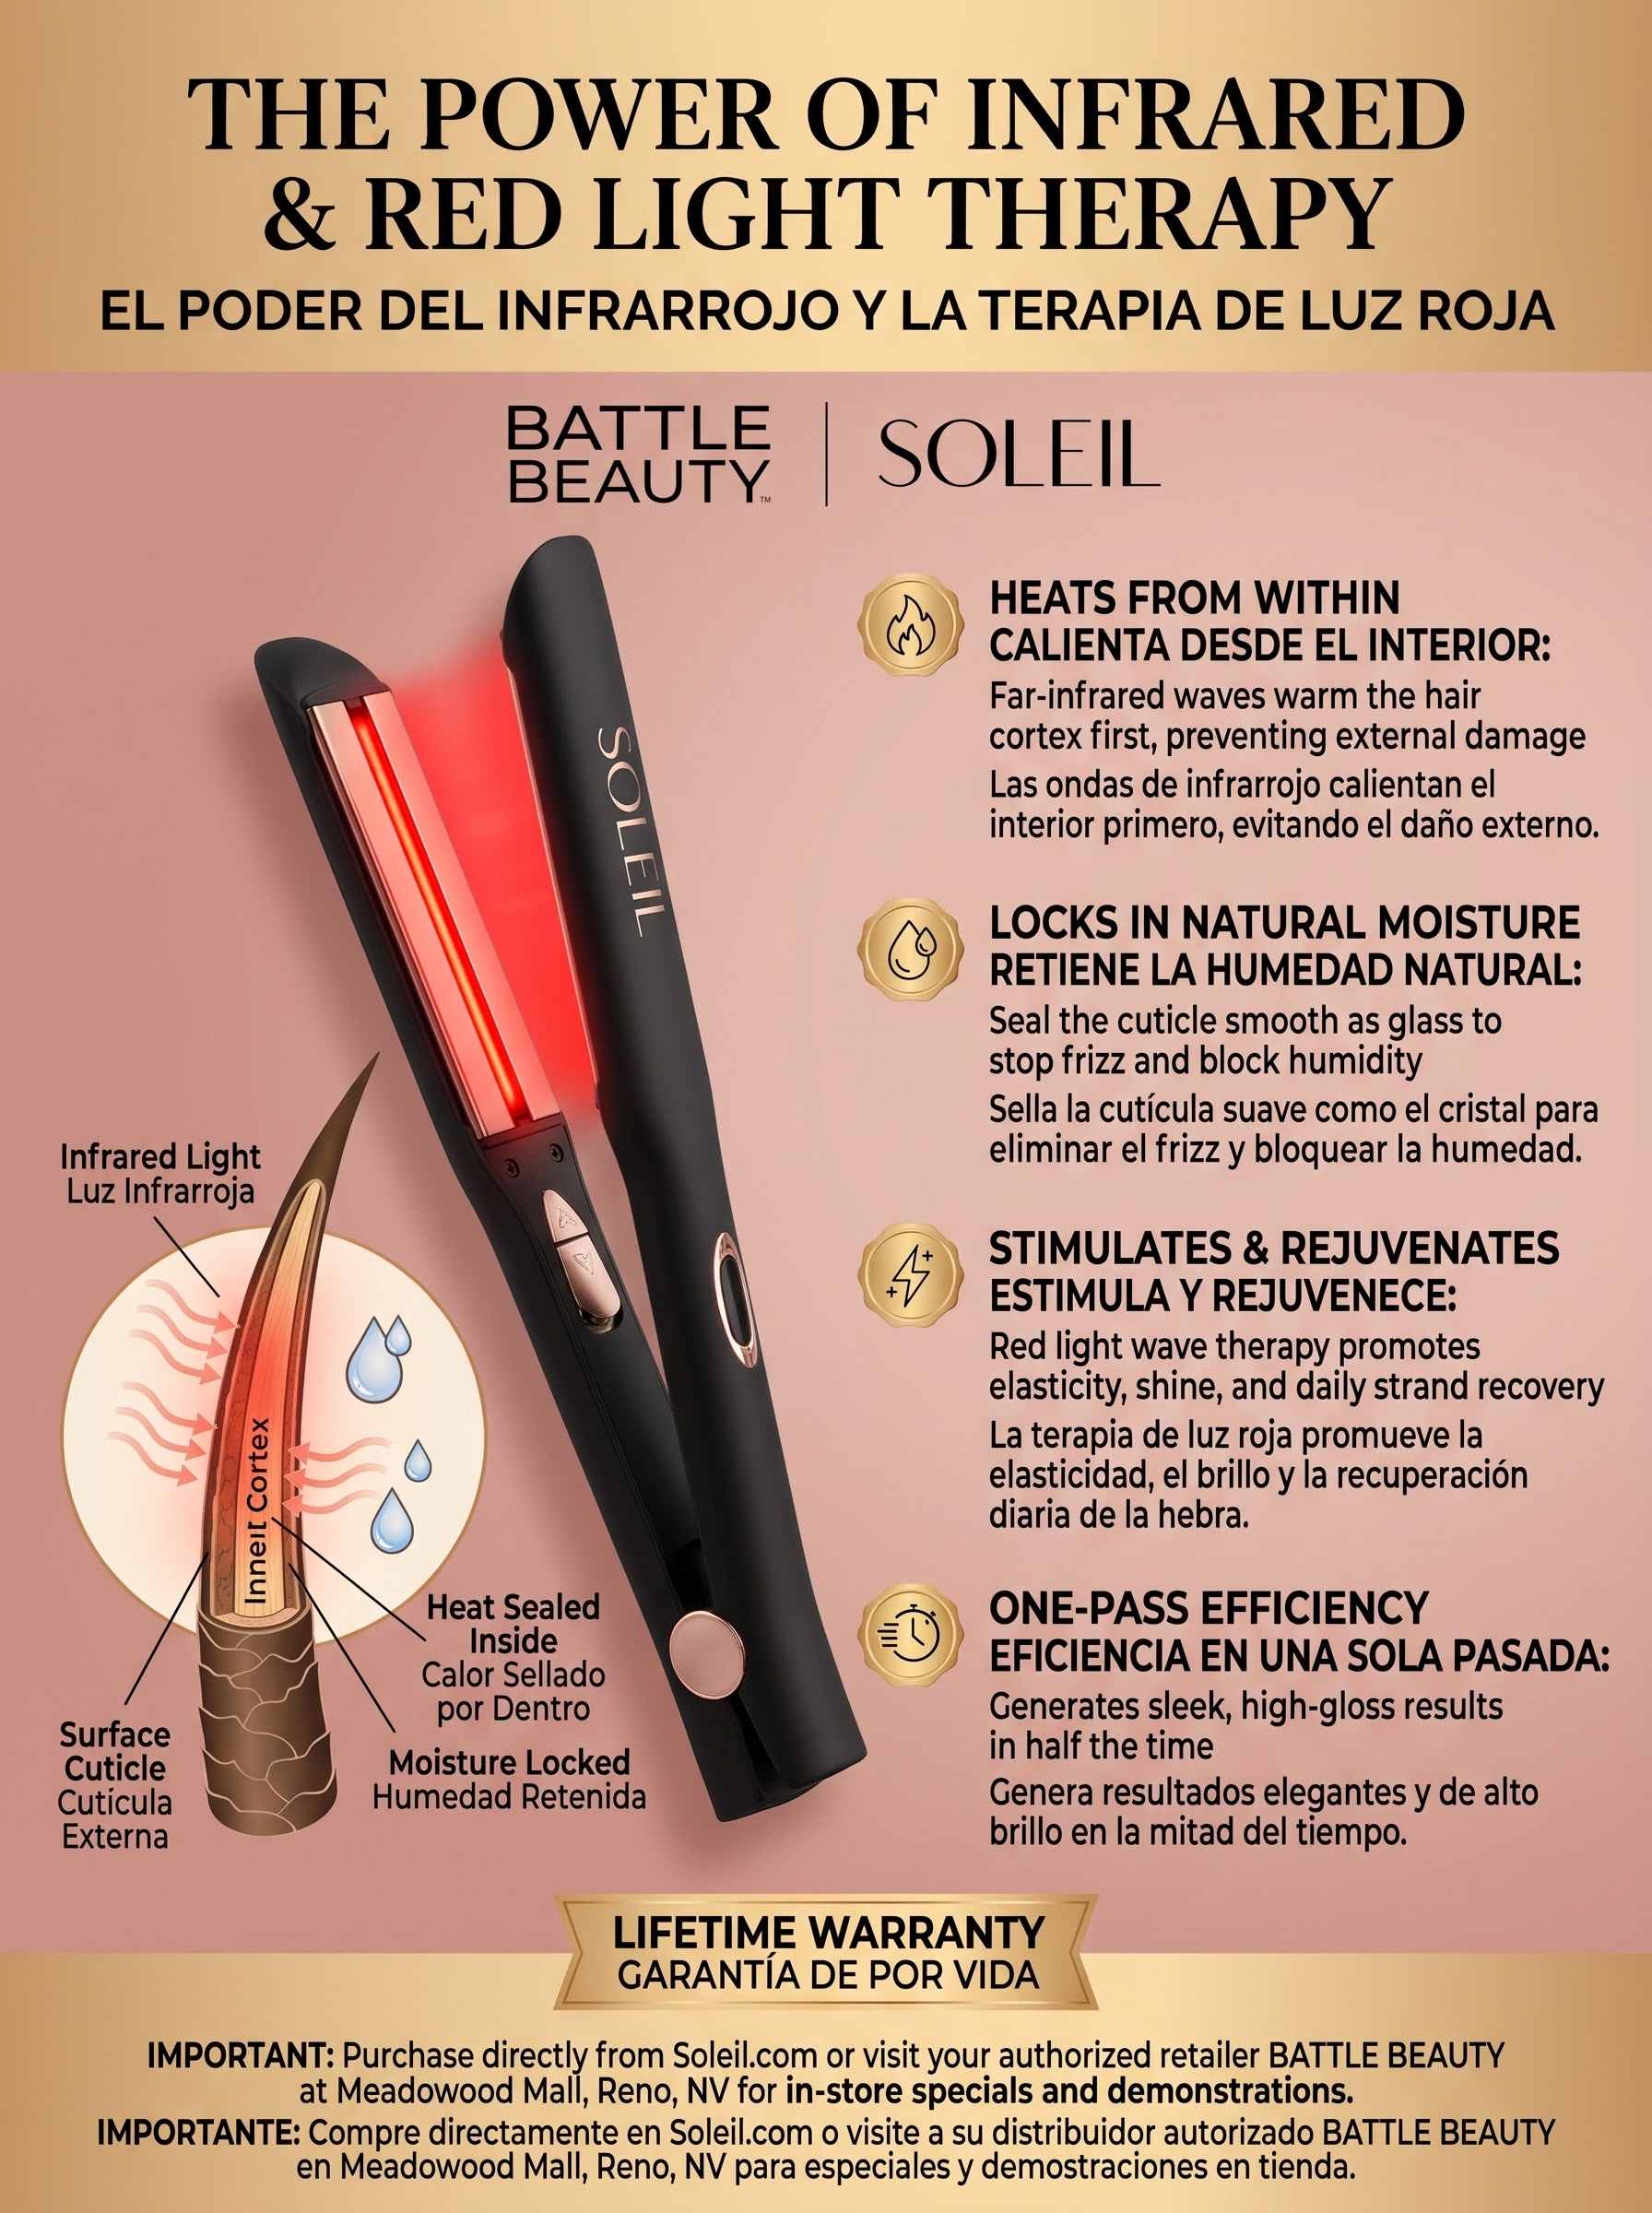 THE POWER OF INFRARED
& RED LIGHT THERAPY
EL PODER DEL INFRARROJO Y LA TERAPIA DE LUZ ROJA
BATTLE
BEAUTY™
SOLEIL
SOLEIL
HEATS FROM WITHIN
CALIENTA DESDE EL INTERIOR:
Far-infrared waves warm the hair
cortex first, preventing external damage
Las ondas de infrarrojo calientan el
interior primero, evitando el daño externo.
LOCKS IN NATURAL MOISTURE
RETIENE LA HUMEDAD NATURAL:
Seal the cuticle smooth as glass to
stop frizz and block humidity
Sella la cutícula suave como el cristal para
eliminar el frizz y bloquear la humedad.
STIMULATES & REJUVENATES
ESTIMULA Y REJUVENECE:
Red light wave therapy promotes
elasticity, shine, and daily strand recovery
La terapia de luz roja promueve la
elasticidad, el brillo y la recuperación
diaria de la hebra.
ONE-PASS EFFICIENCY
EFICIENCIA EN UNA SOLA PASADA:
Generates sleek, high-gloss results
in half the time
Genera resultados elegantes y de alto
brillo en la mitad del tiempo.
Infrared Light
Luz Infrarroja
Cortex
Heat Sealed
Inside
Calor Sellado
por Dentro
Surface
Cuticle
Cutícula
Externa
Moisture Locked
Humedad Retenida
LIFETIME WARRANTY
GARANTÍA DE POR VIDA
IMPORTANT: Purchase directly from Soleil.com or visit your authorized retailer BATTLE BEAUTY
at Meadowood Mall, Reno, NV for in-store specials and demonstrations.
IMPORTANTE: Compre directamente en Soleil.com o visite a su distribuidor autorizado BATTLE BEAUTY
en Meadowood Mall, Reno, NV para especiales y demostraciones en tienda.